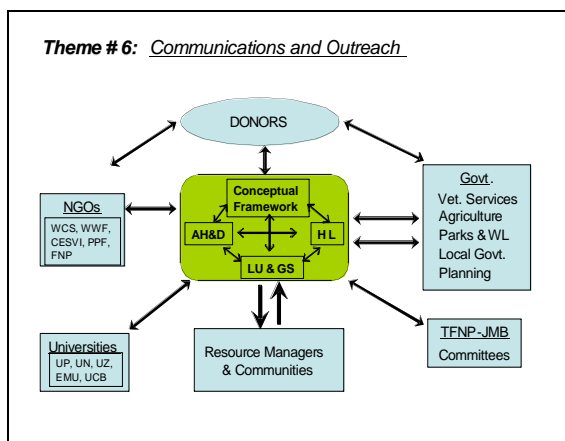 Theme # 6: Communications and Outreach
DONORS
Conceptual
Framework
AH&D
H L
LU & GS
NGOs
WCS, WWF,
CESVI, PPF,
FNP
Govt.
Vet. Services
Agriculture
Parks & WL
Local Govt.
Planning
Universities
UP, UN, UZ,
EMU, UCB
Resource Managers
& Communities
TFNP-JMB
Committees